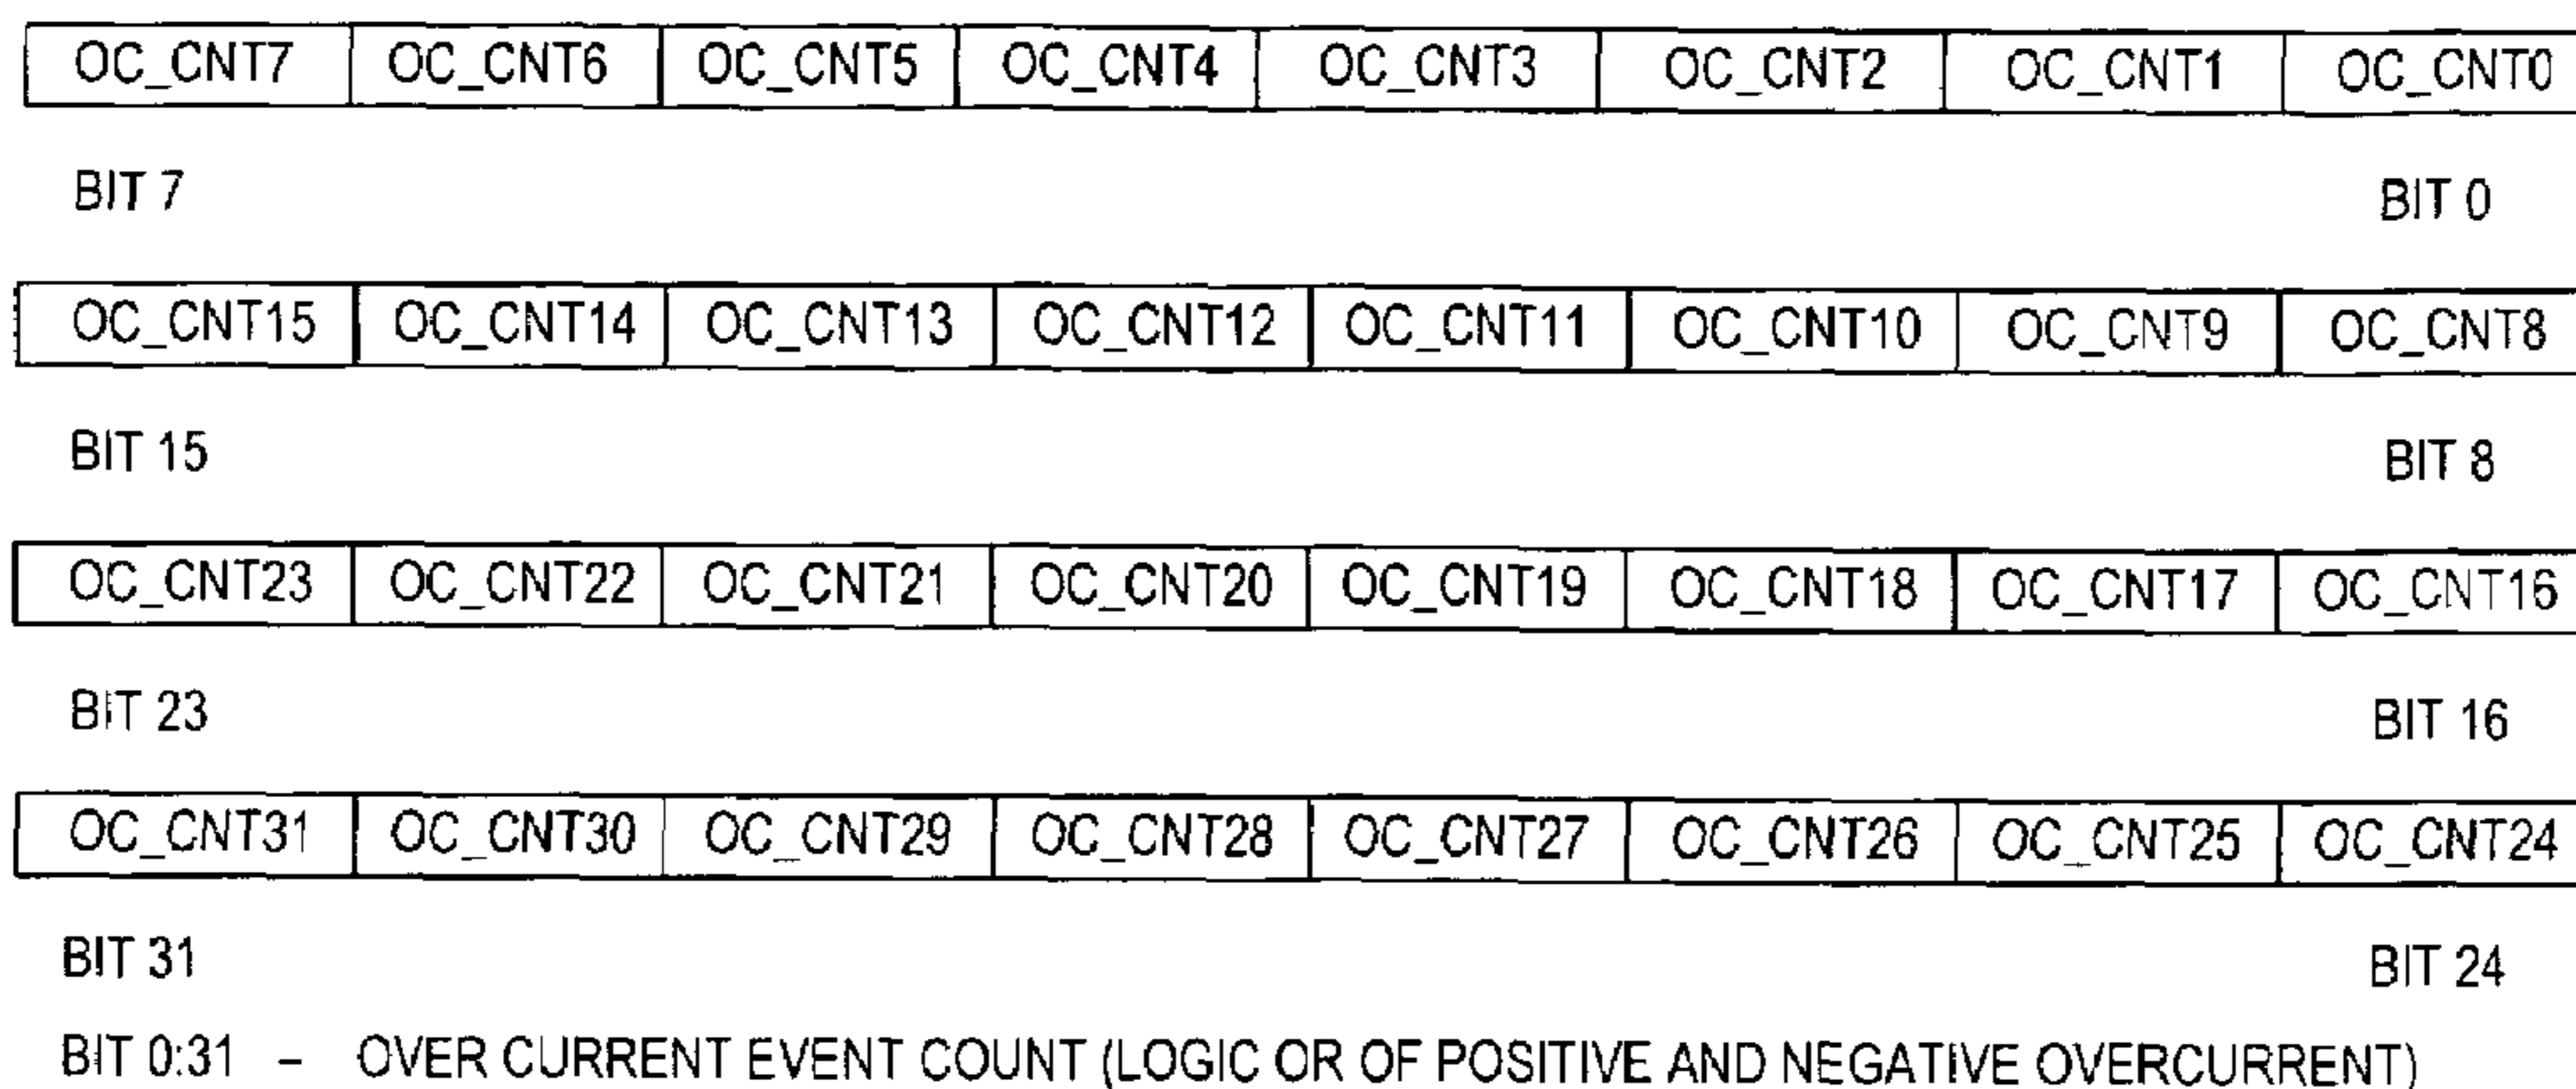 OC_CNT7 OC_CNT6 OC_CNT5 OC_CNT4 OC_CNT3 OC_CNT2 OC_CNT1 OC_CNT0
BIT 7 BIT 0
OC_CNT15 OC_CNT14 OC_CNT13 OC_CNT12 OC_CNT11 OC_CNT10 OC_CNT9 OC_CNT8
BIT 15 BIT 8
OC_CNT23 OC_CNT22 OC_CNT21 OC_CNT20 OC_CNT19 OC_CNT18 OC_CNT17 OC_CNT16
BIT 23 BIT 16
OC_CNT31 OC_CNT30 OC_CNT29 OC_CNT28 OC_CNT27 OC_CNT26 OC_CNT25 OC_CNT24
BIT 31 BIT 24
BIT 0:31 – OVER CURRENT EVENT COUNT (LOGIC OR OF POSITIVE AND NEGATIVE OVERCURRENT)